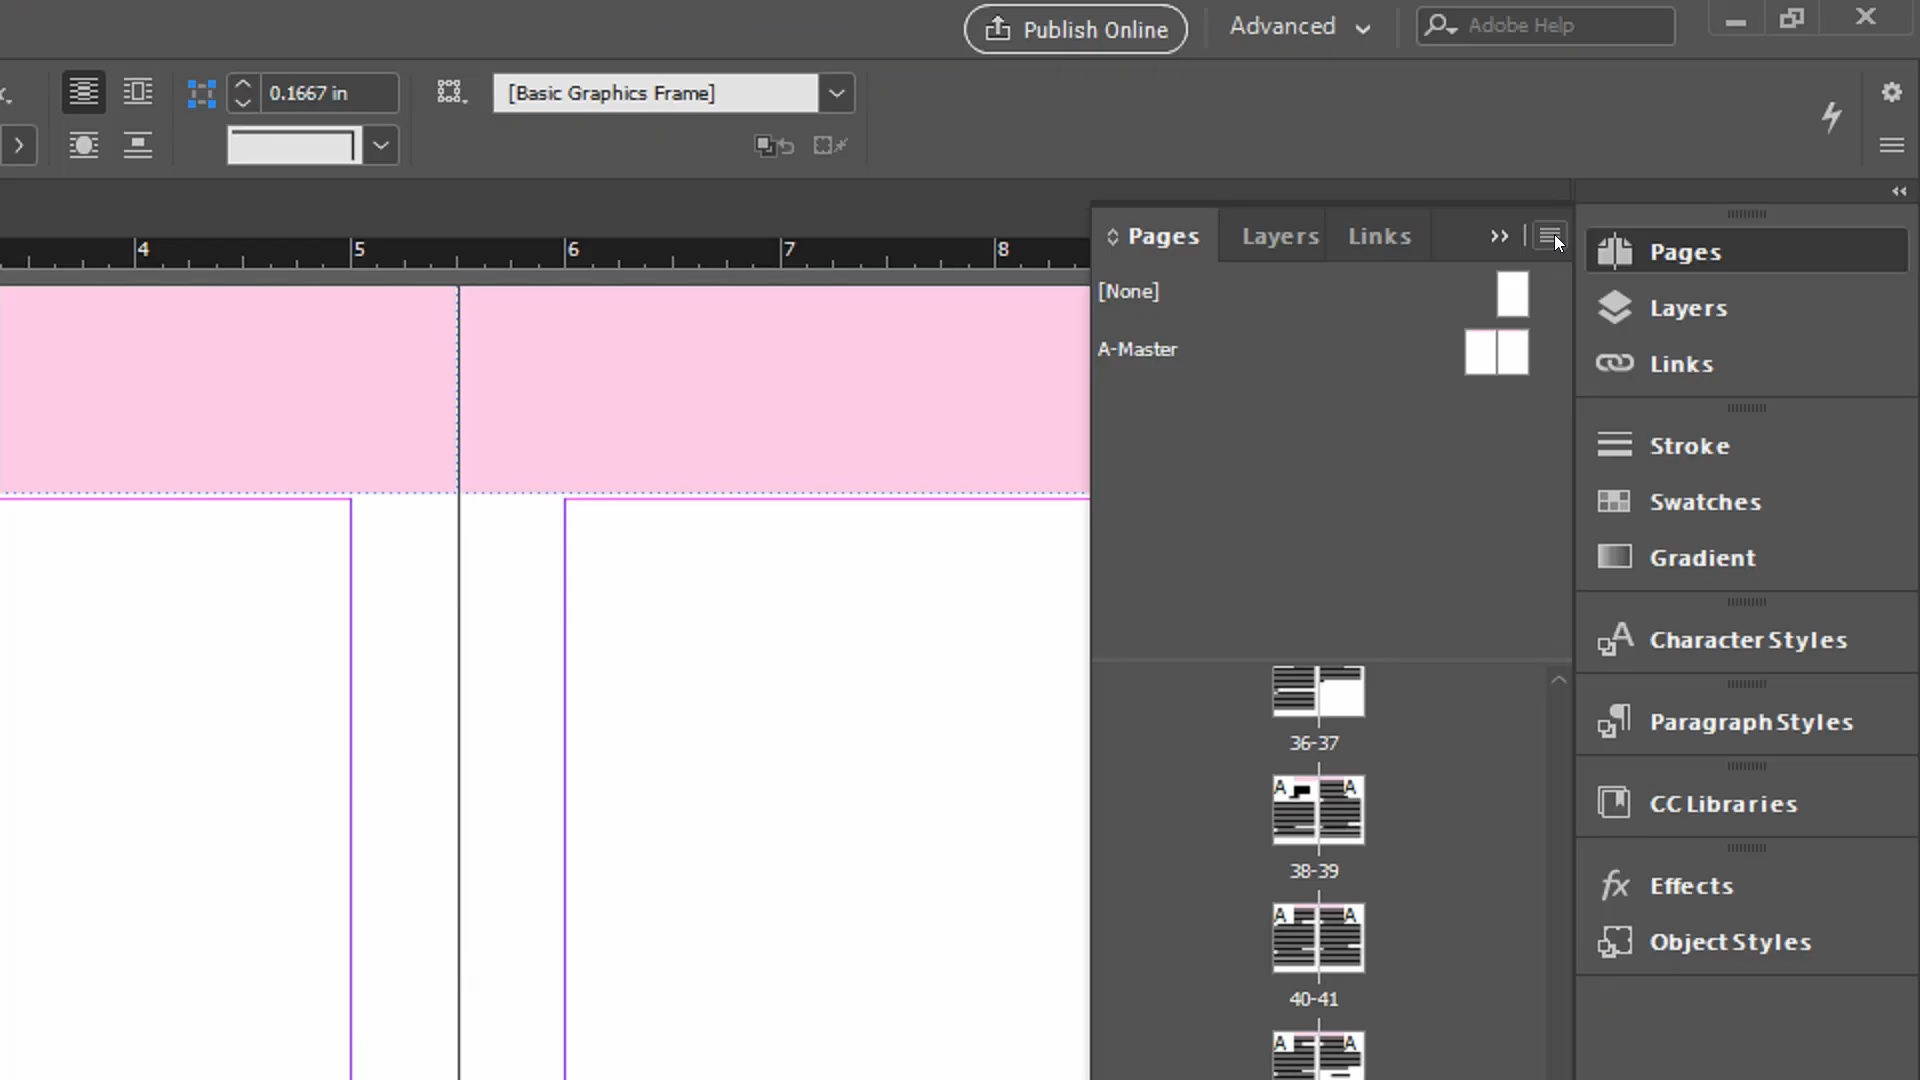 Publish Online
Advanced
Adobe Help
0.1667 in
[Basic Graphics Frame]
4 5 6 7 8
Pages Layers Links
[None]
A-Master
36-37
A A
38-39
A A
40-41
A A
Pages
Layers
Links
Stroke
Swatches
Gradient
Character Styles
Paragraph Styles
CC Libraries
fx Effects
Object Styles